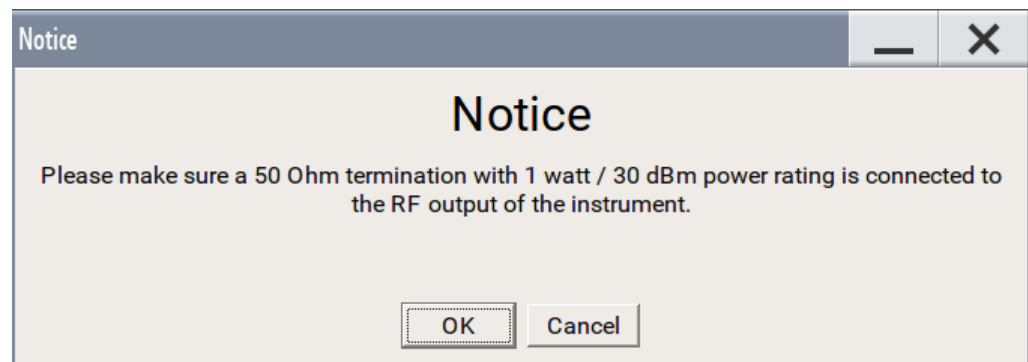 Notice
Notice
Please make sure a 50 Ohm termination with 1 watt / 30 dBm power rating is connected to
the RF output of the instrument.
OK Cancel